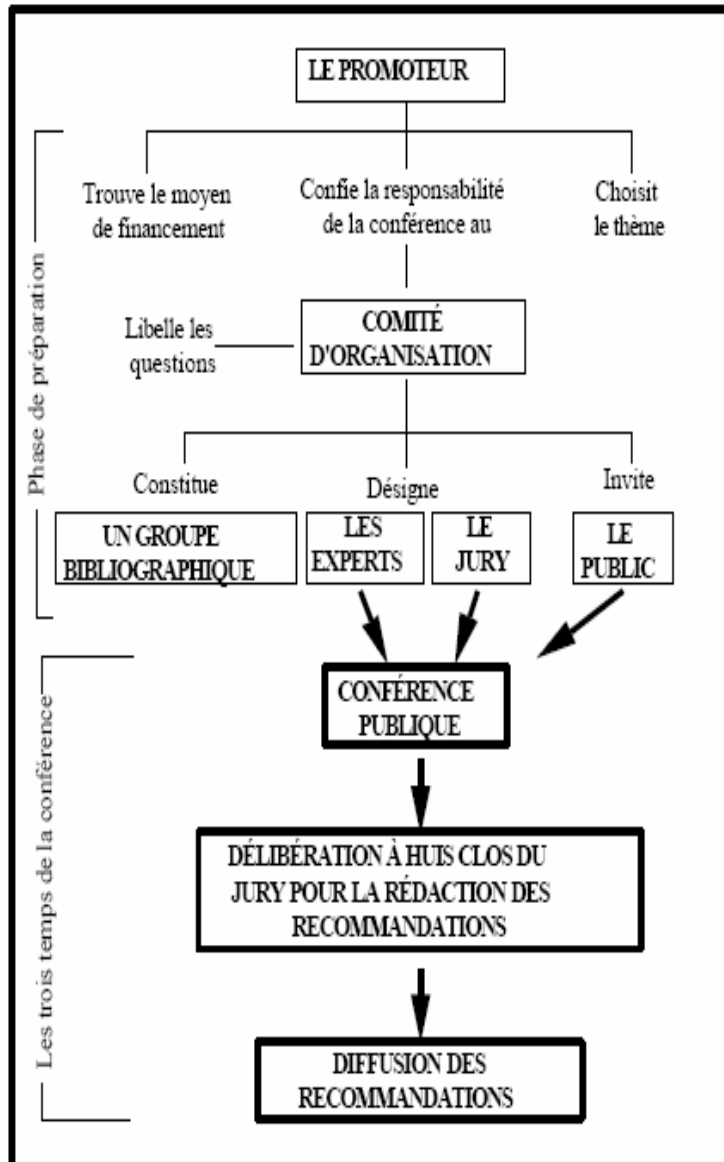 LE PROMOTEUR
Trouve le moyen
de financement
Confie la responsabilité
de la conférence au
Choisit
le thème
Phase de préparation
Libelle les
questions
COMITÉ
D'ORGANISATION
Constitue
Désigne
Invite
UN GROUPE
BIBLIOGRAPHIQUE
LES
EXPERTS
LE
JURY
LE
PUBLIC
Les trois temps de la conférence
CONFÉRENCE
PUBLIQUE
DÉLIBÉRATION À HUIS CLOS DU
JURY POUR LA RÉDACTION DES
RECOMMANDATIONS
DIFFUSION DES
RECOMMANDATIONS